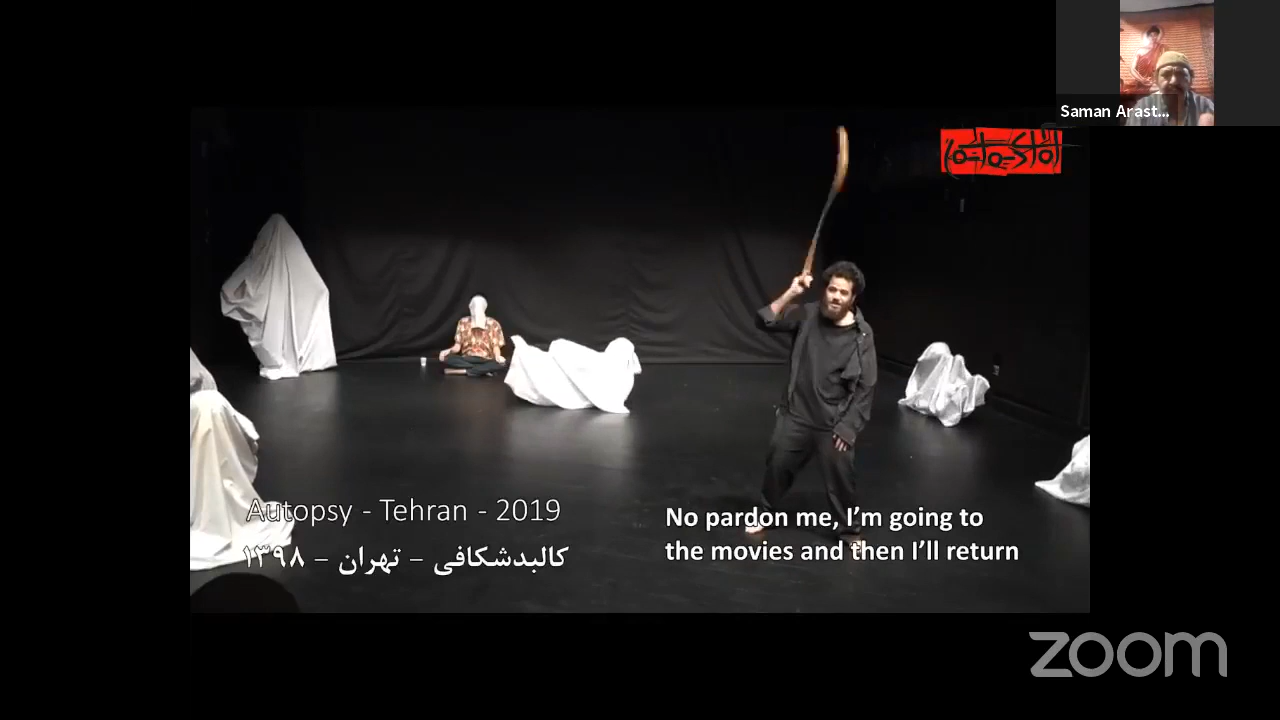 Saman Arast...
Autopsy - Tehran - 2019
کالبدشکافی – تهران – ۱۳۹۸
No pardon me, I'm going to
the movies and then I'll return
zoom